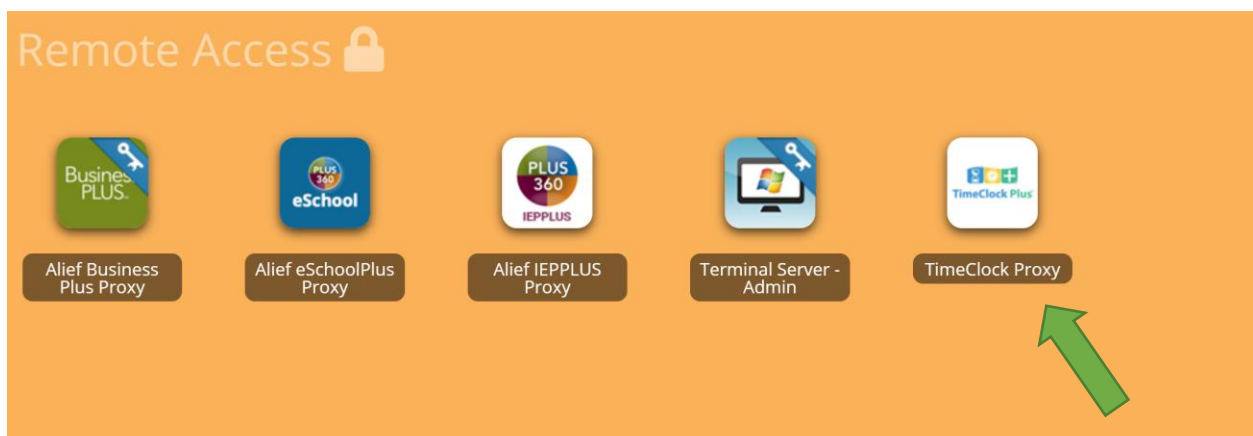 Remote Access
Business
PLUS
PLUS
360
eSchool
PLUS
360
IEPPLUS
TimeClock Plus
Alief Business
Plus Proxy
Alief eSchoolPlus
Proxy
Alief IEPPLUS
Proxy
Terminal Server -
Admin
TimeClock Proxy